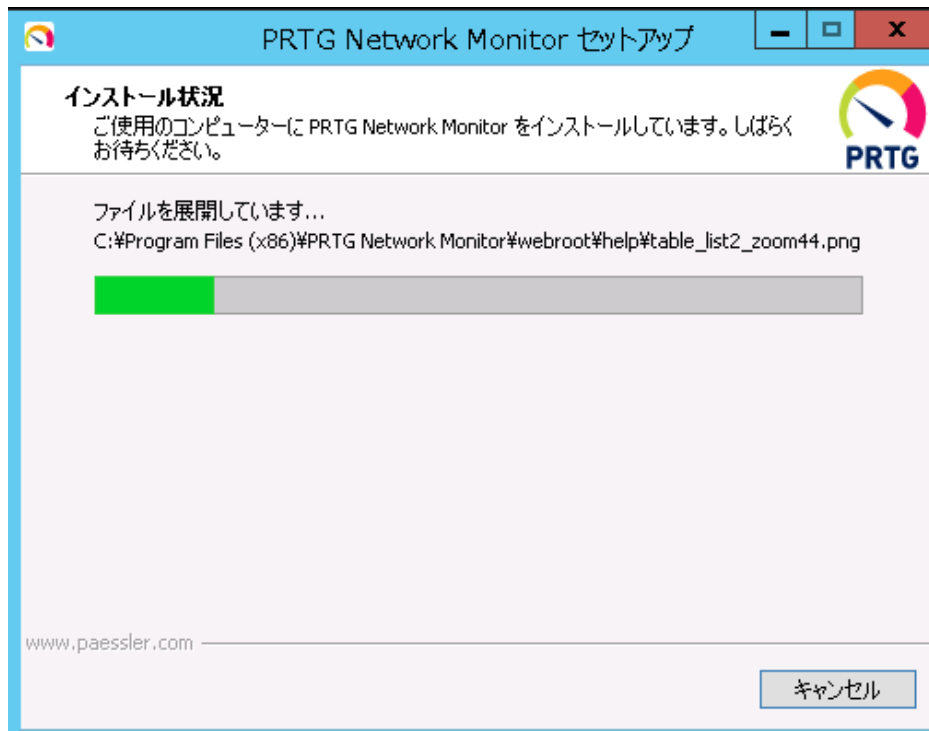 PRTG Network Monitor セットアップ
インストール状況
ご使用のコンピューターに PRTG Network Monitor をインストールしています。しばらく
お待ちください。
PRTG
ファイルを展開しています...
C:¥Program Files (x86)¥PRTG Network Monitor¥webroot¥help¥table_list2_zoom44.png
www.paessler.com
キャンセル